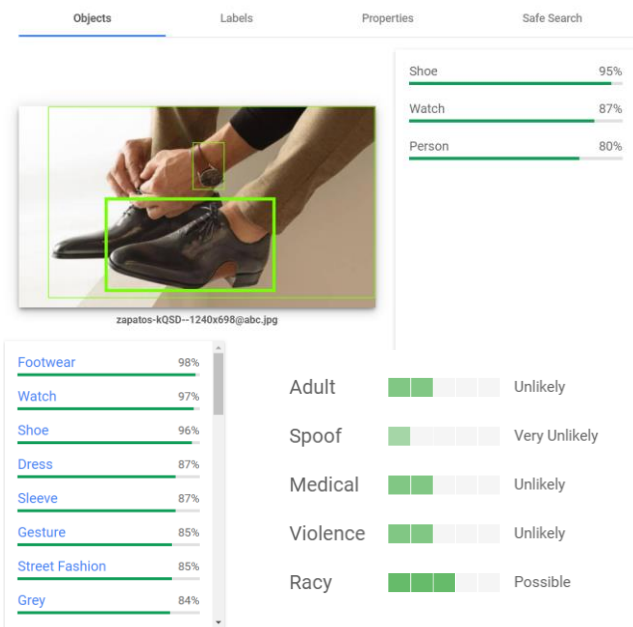 Objects Labels Properties Safe Search
Shoe 95%
Watch 87%
Person 80%
zapatos-kQSD--1240x698@abc.jpg
Footwear 98%
Watch 97%
Shoe 96%
Dress 87%
Sleeve 87%
Gesture 85%
Street Fashion 85%
Grey 84%
Adult Unlikely
Spoof Very Unlikely
Medical Unlikely
Violence Unlikely
Racy Possible